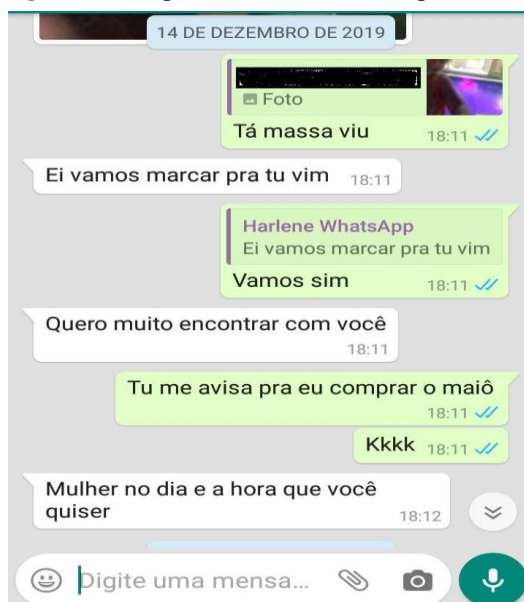 14 DE DEZEMBRO DE 2019
Foto
Tá massa viu 18:11
Ei vamos marcar pra tu vim 18:11
Harlene WhatsApp
Ei vamos marcar pra tu vim
Vamos sim 18:11
Quero muito encontrar com você
18:11
Tu me avisa pra eu comprar o maiô
18:11
Kkkk 18:11
Mulher no dia e a hora que você
quiser 18:12
Digite uma mensa...